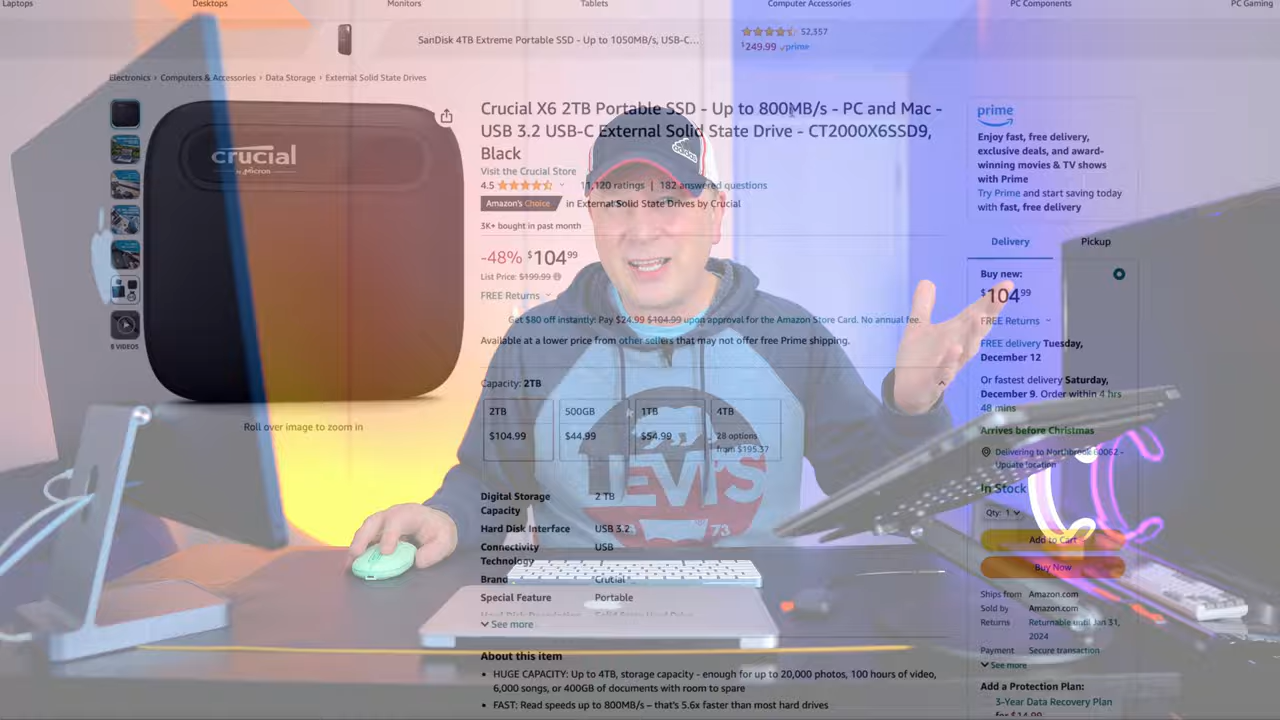 Laptops
Desktops
Monitors
Tablets
Computer Accessories
PC Components
PC Gaming
SanDisk 4TB Extreme Portable SSD - Up to 1050MB/s, USB-C...
52,357
$249.99 prime
Electronics › Computers & Accessories › Data Storage › External Solid State Drives
crucial
by Micron
8 VIDEOS
Roll over image to zoom in
Crucial X6 2TB Portable SSD - Up to 800MB/s - PC and Mac -
USB 3.2 USB-C External Solid State Drive - CT2000X6SSD9,
Black
Visit the Crucial Store
4.5 11,120 ratings | 182 answered questions
Amazon's Choice in External Solid State Drives by Crucial
3K+ bought in past month
-48% $104.99
List Price: $199.99
FREE Returns
Get $80 off instantly: Pay $24.99 $104.99 upon approval for the Amazon Store Card. No annual fee.
Available at a lower price from other sellers that may not offer free Prime shipping.
Capacity: 2TB
2TB
$104.99
500GB
$44.99
1TB
$54.99
4TB
28 options
from $195.37
LEVI'S
73
Digital Storage Capacity
2 TB
Hard Disk Interface
USB 3.2
Connectivity Technology
USB
Brand
Crucial
Special Feature
Portable
See more
About this item
• HUGE CAPACITY: Up to 4TB, storage capacity - enough for up to 20,000 photos, 100 hours of video,
6,000 songs, or 400GB of documents with room to spare
• FAST: Read speeds up to 800MB/s – that's 5.6x faster than most hard drives
prime
Enjoy fast, free delivery,
exclusive deals, and award-
winning movies & TV shows
with Prime
Try Prime and start saving today
with fast, free delivery
Delivery
Pickup
Buy new:
$104.99
FREE Returns
FREE delivery Tuesday,
December 12
Or fastest delivery Saturday,
December 9. Order within 4 hrs
48 mins
Arrives before Christmas
Delivering to Northbrook 60062 -
Update location
In Stock
Qty: 1
Add to Cart
Buy Now
Ships from Amazon.com
Sold by Amazon.com
Returns Returnable until Jan 31,
2024
Payment Secure transaction
See more
Add a Protection Plan:
3-Year Data Recovery Plan
for $14.99